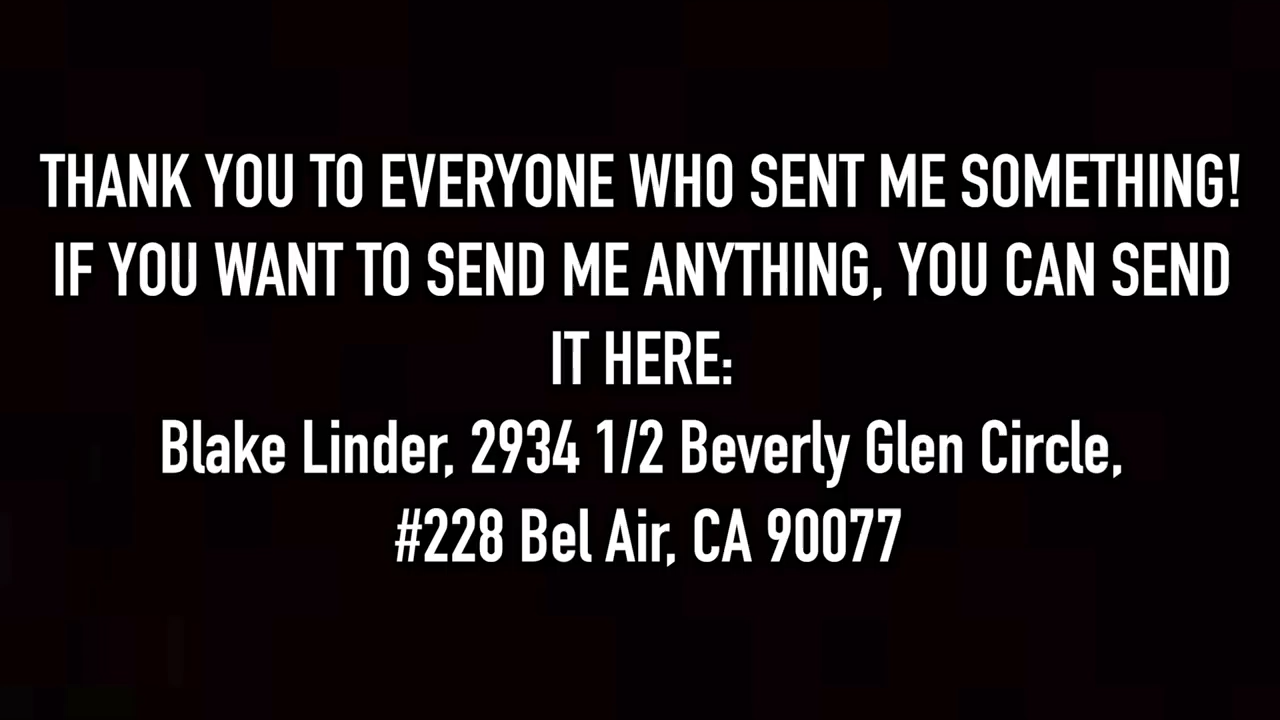 THANK YOU TO EVERYONE WHO SENT ME SOMETHING!
IF YOU WANT TO SEND ME ANYTHING, YOU CAN SEND
IT HERE:
Blake Linder, 2934 1/2 Beverly Glen Circle,
#228 Bel Air, CA 90077